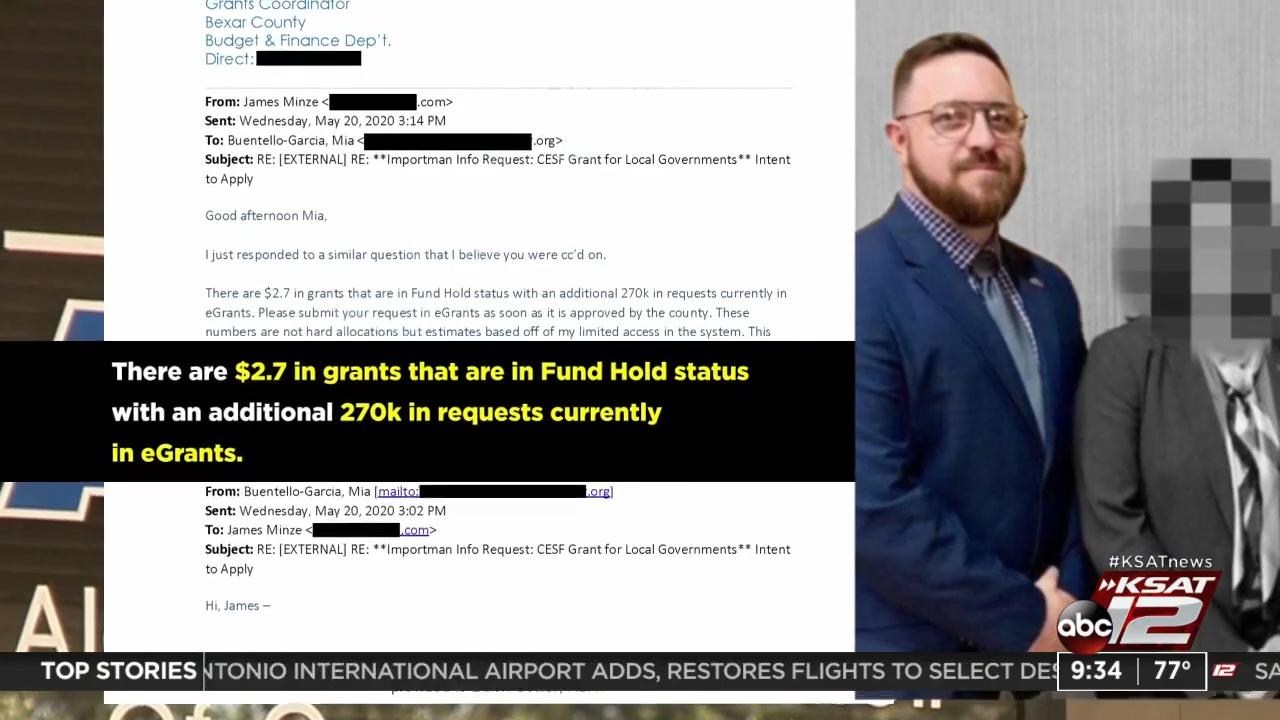 Grants Coordinator
Bexar County
Budget & Finance Dep't.
Direct:
From: James Minze < .com>
Sent: Wednesday, May 20, 2020 3:14 PM
To: Buentello-Garcia, Mia < .org>
Subject: RE: [EXTERNAL] RE: **Importman Info Request: CESF Grant for Local Governments** Intent
to Apply
Good afternoon Mia,
I just responded to a similar question that I believe you were cc'd on.
There are $2.7 in grants that are in Fund Hold status with an additional 270k in requests currently in
eGrants. Please submit your request in eGrants as soon as it is approved by the county. These
numbers are not hard allocations but estimates based off of my limited access in the system. This
There are $2.7 in grants that are in Fund Hold status
with an additional 270k in requests currently
in eGrants.
From: Buentello-Garcia, Mia [mailto: .org]
Sent: Wednesday, May 20, 2020 3:02 PM
To: James Minze < .com>
Subject: RE: [EXTERNAL] RE: **Importman Info Request: CESF Grant for Local Governments** Intent
to Apply
Hi, James –
#KSATnews
KSAT
abc 12
TOP STORIES NTONIO INTERNATIONAL AIRPORT ADDS, RESTORES FLIGHTS TO SELECT DES 9:34 77° 12 SA